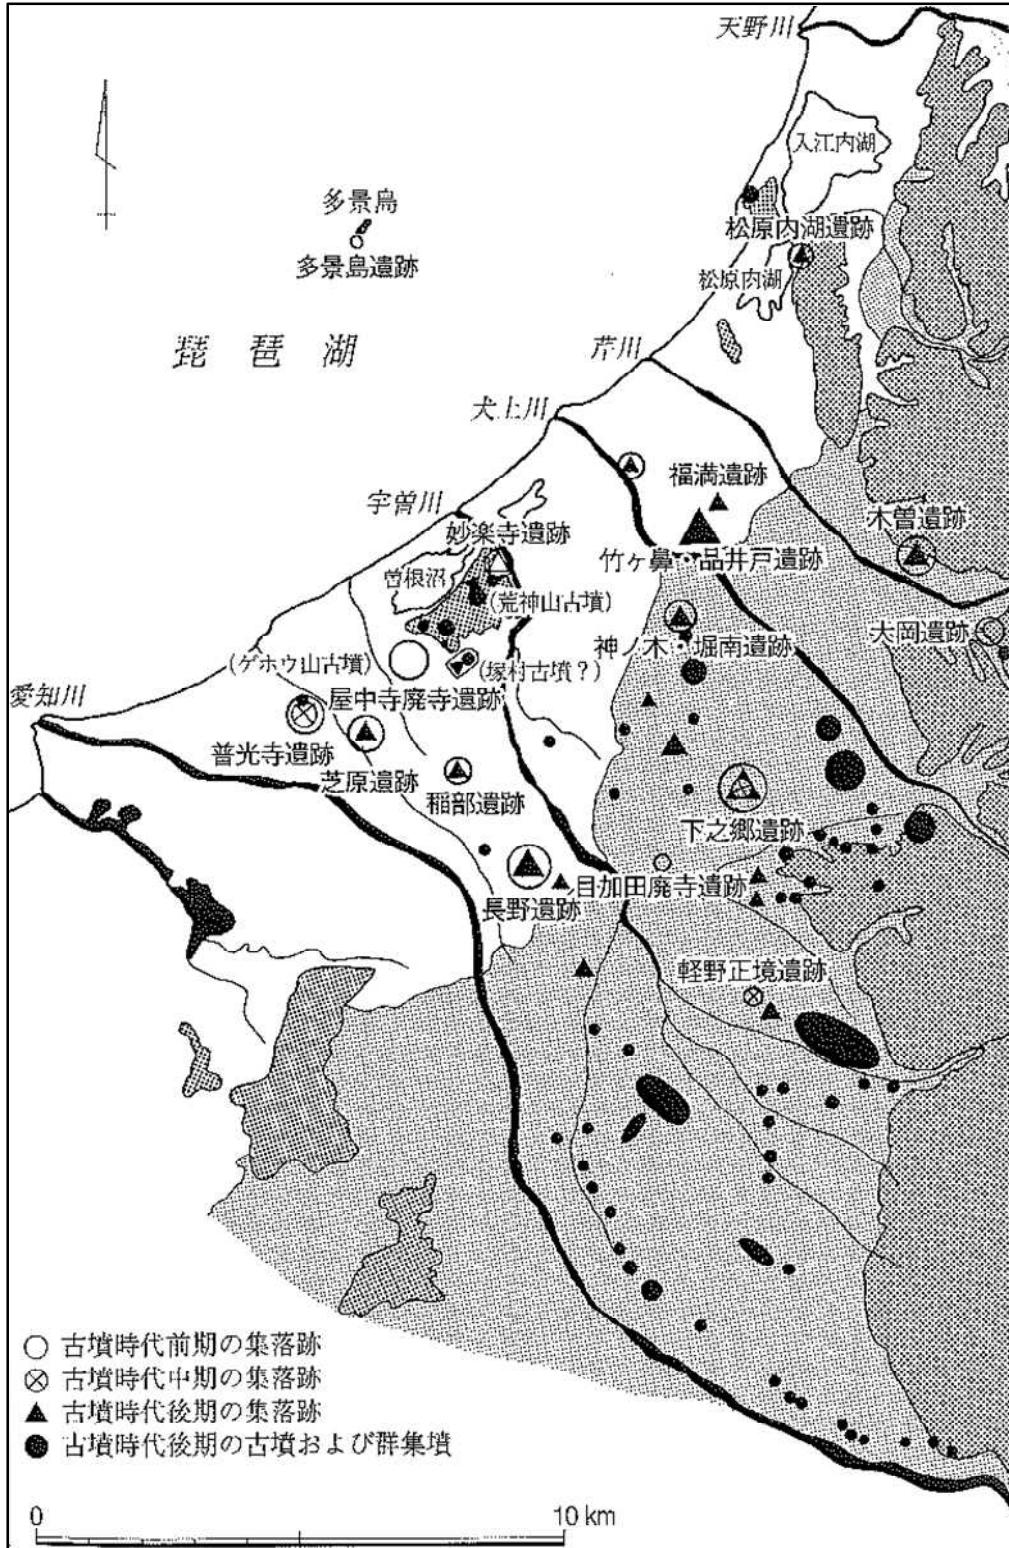 天野川
入江内湖
多景島
多景島遺跡
松原内湖遺跡
松原内湖
琵琶湖
芹川
犬上川
福満遺跡
宇曽川
木曽遺跡
妙楽寺遺跡
竹ヶ鼻・品井戸遺跡
曽根沼
(荒神山古墳)
大岡遺跡
神ノ木・堀南遺跡
(ゲホウ山古墳)
(塚村古墳?)
愛知川
屋中寺廃寺遺跡
普光寺遺跡
芝原遺跡
稲部遺跡
下之郷遺跡
目加田廃寺遺跡
長野遺跡
軽野正境遺跡
古墳時代前期の集落跡
古墳時代中期の集落跡
古墳時代後期の集落跡
古墳時代後期の古墳および群集墳
0 10 km